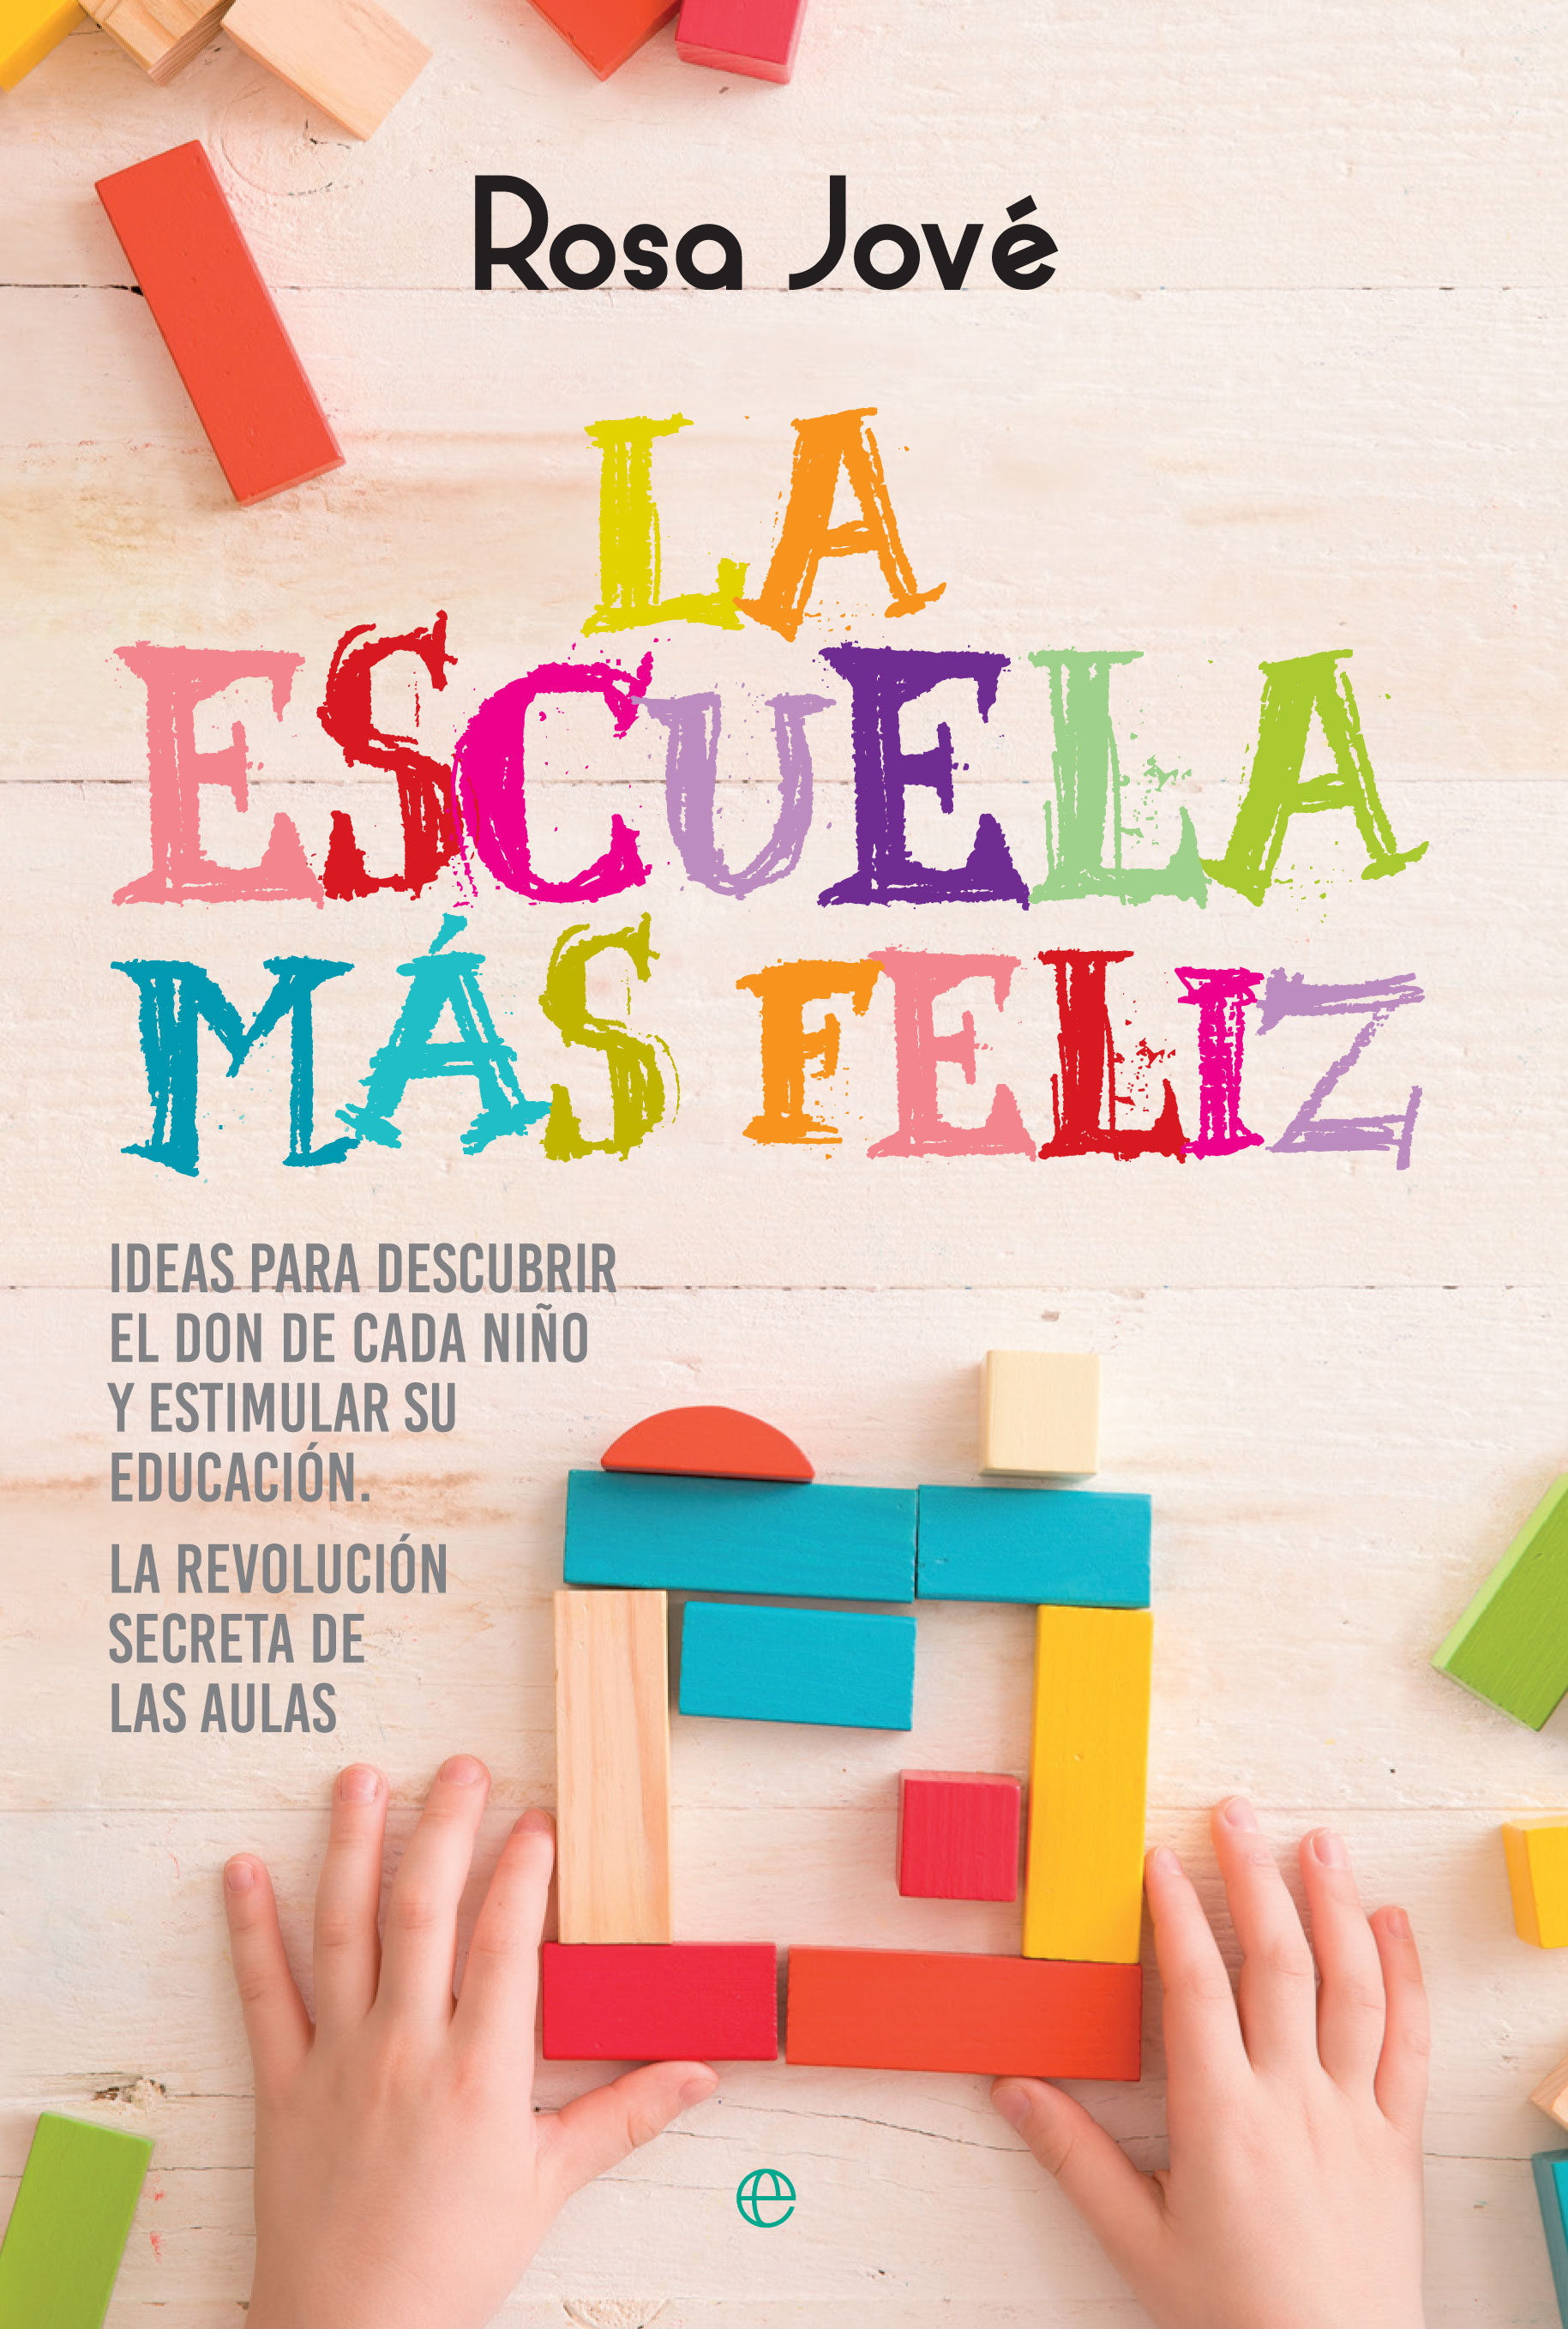 Rosa Jové
LA
ESCUELA
MÁS FELIZ
IDEAS PARA DESCUBRIR
EL DON DE CADA NIÑO
Y ESTIMULAR SU
EDUCACIÓN.
LA REVOLUCIÓN
SECRETA DE
LAS AULAS